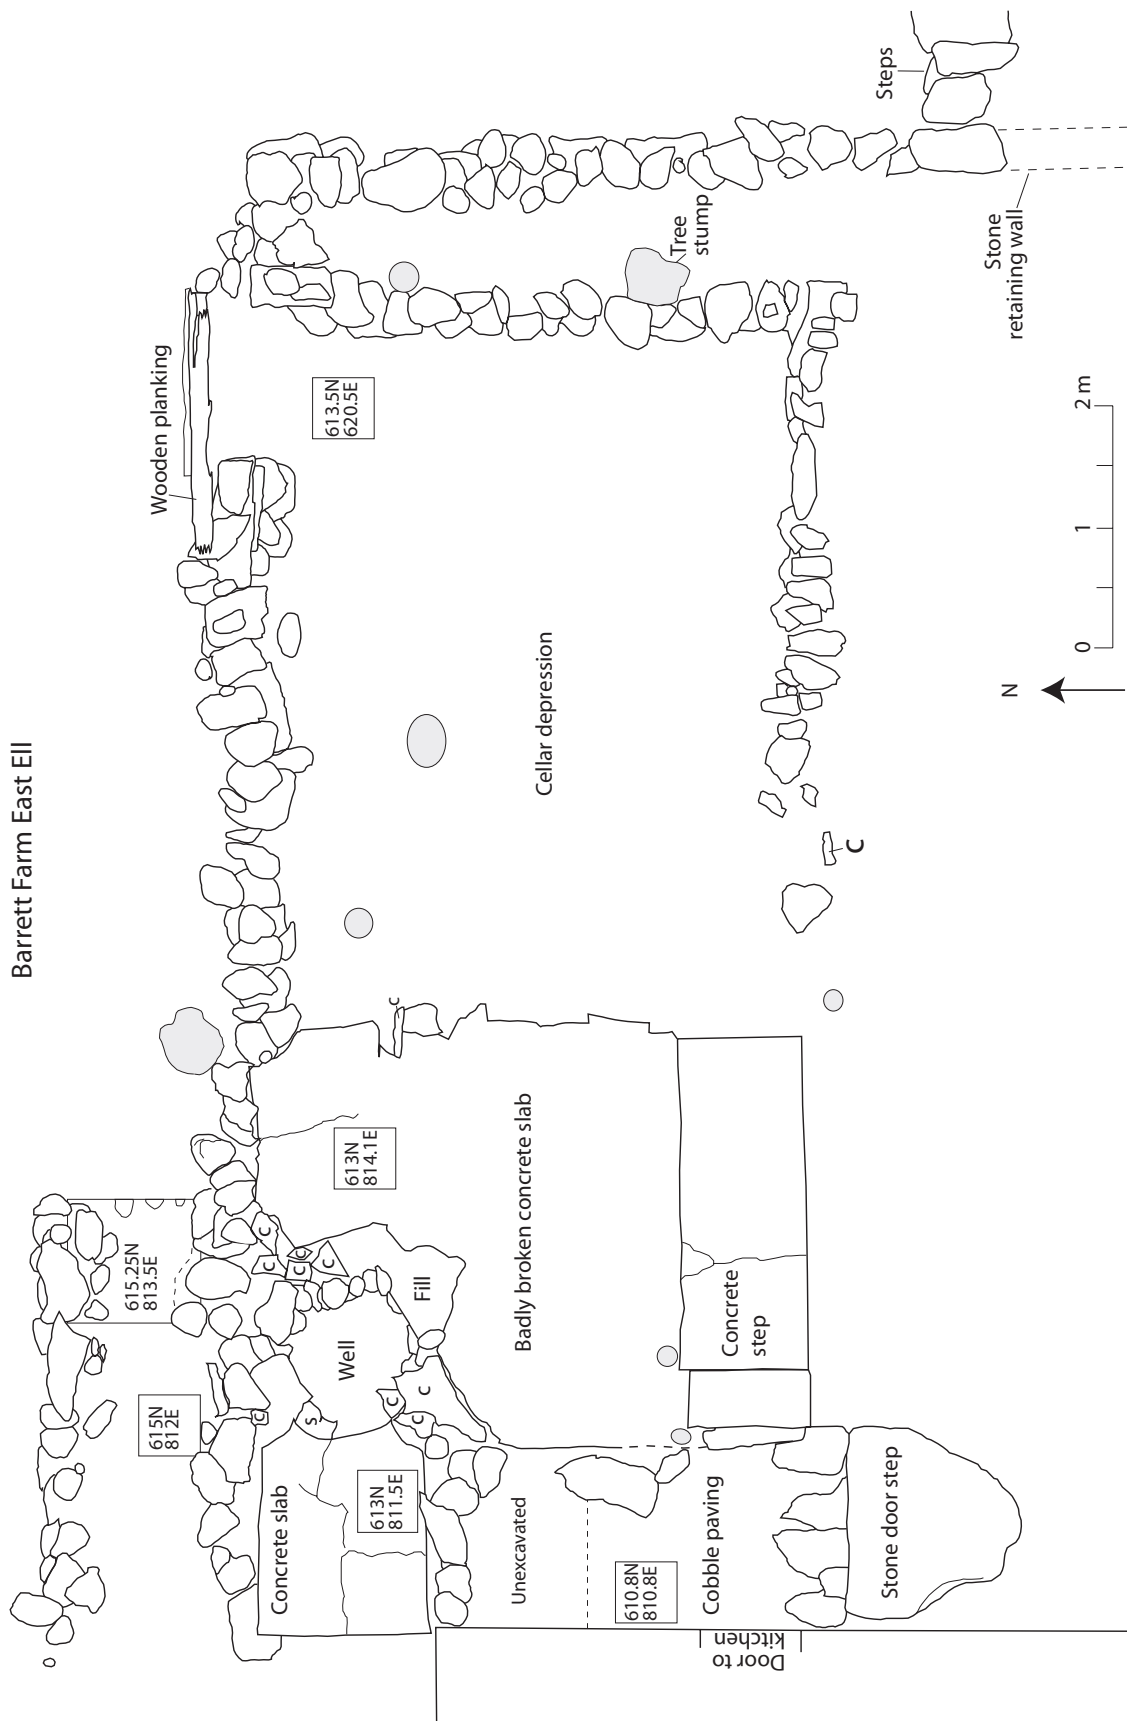 Barrett Farm East Ell
Wooden planking
Steps
Tree
stump
Stone
retaining wall
613.5N
620.5E
Cellar depression
C
c
0
1
2 m
N
615.25N
813.5E
615N
812E
613N
814.1E
C
C
C
C
C
Well
Fill
Badly broken concrete slab
C
C
C
C
S
Concrete slab
613N
811.5E
Concrete
step
Unexcavated
610.8N
810.8E
Cobble paving
Stone door step
Door to
kitchen